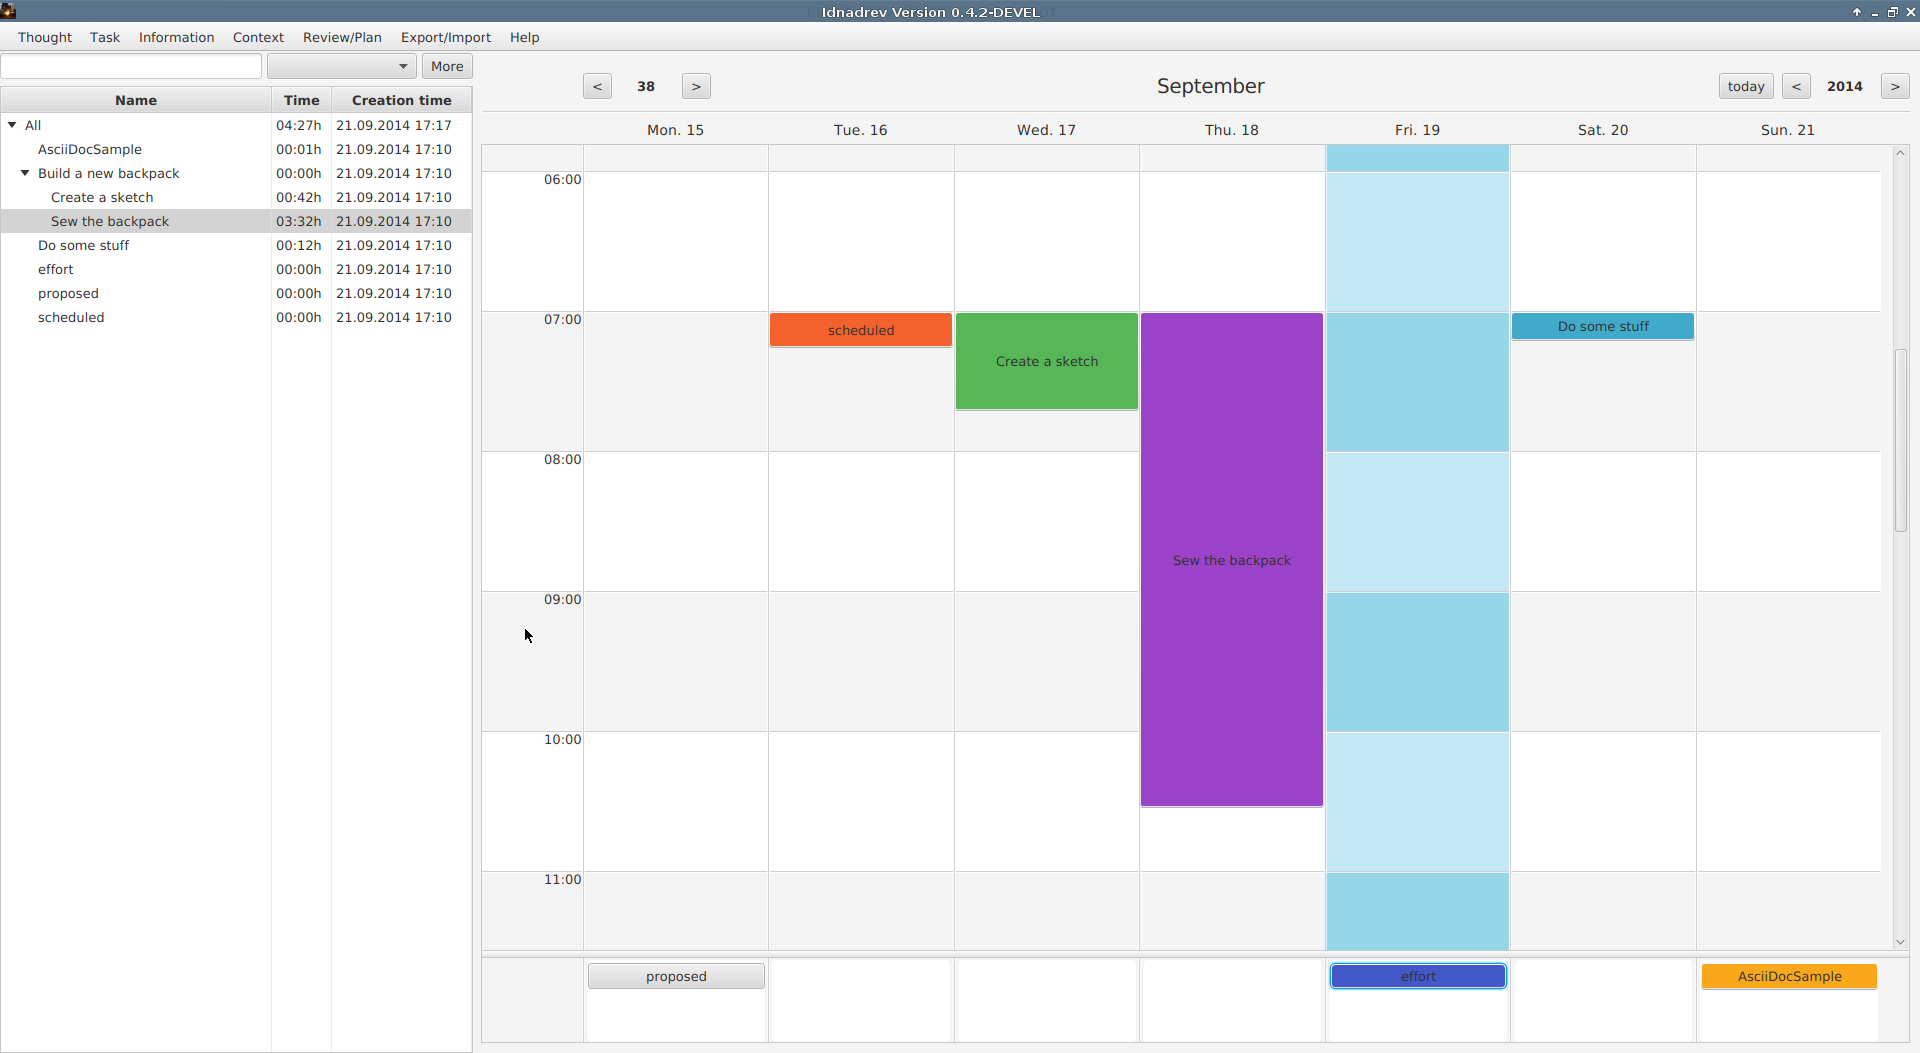 Idnadrev Version 0.4.2-DEVEL
Thought Task Information Context Review/Plan Export/Import Help
More
Name Time Creation time
All 04:27h 21.09.2014 17:17
AsciiDocSample 00:01h 21.09.2014 17:10
Build a new backpack 00:00h 21.09.2014 17:10
Create a sketch 00:42h 21.09.2014 17:10
Sew the backpack 03:32h 21.09.2014 17:10
Do some stuff 00:12h 21.09.2014 17:10
effort 00:00h 21.09.2014 17:10
proposed 00:00h 21.09.2014 17:10
scheduled 00:00h 21.09.2014 17:10
< 38 > September today < 2014 >
Mon. 15 Tue. 16 Wed. 17 Thu. 18 Fri. 19 Sat. 20 Sun. 21
06:00
07:00
scheduled
Create a sketch
Sew the backpack
Do some stuff
08:00
09:00
10:00
11:00
proposed effort AsciiDocSample